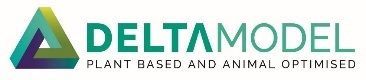 DELTAMODEL
PLANT BASED AND ANIMAL OPTIMISED